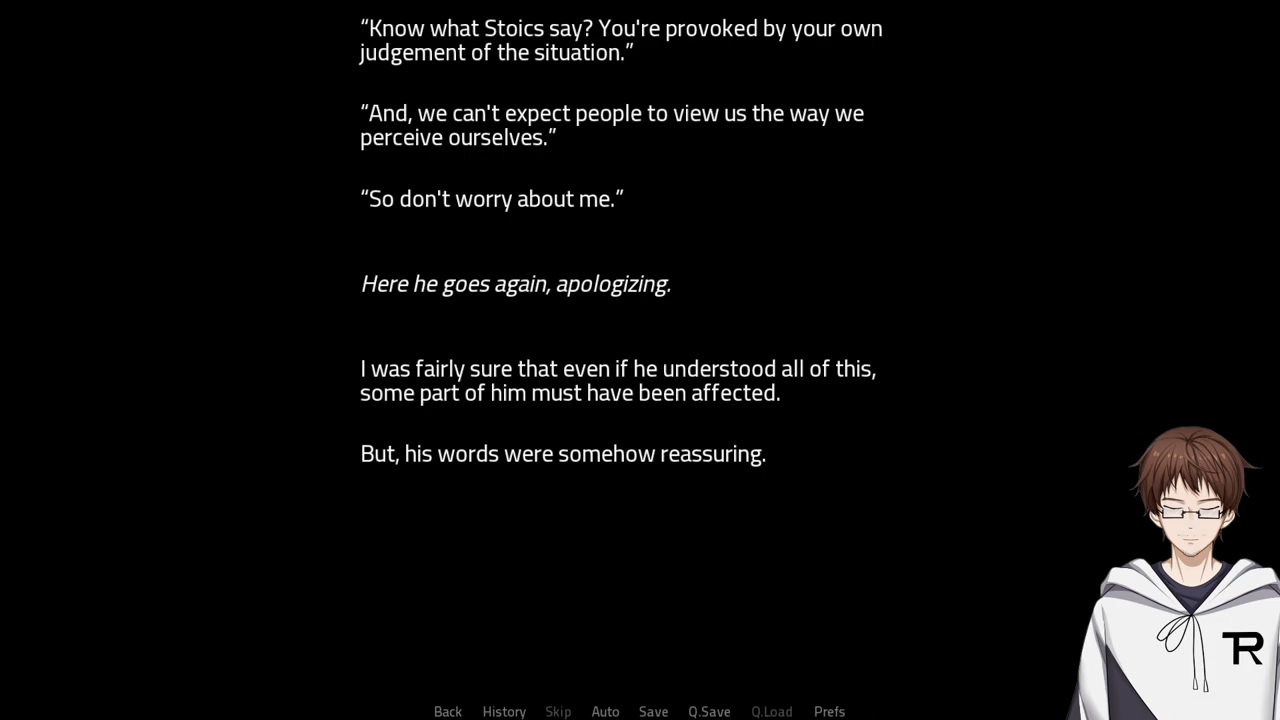 “Know what Stoics say? You're provoked by your own
judgement of the situation.”
“And, we can't expect people to view us the way we
perceive ourselves.”
“So don't worry about me.”
Here he goes again, apologizing.
I was fairly sure that even if he understood all of this,
some part of him must have been affected.
But, his words were somehow reassuring.
TR
Back History Skip Auto Save Q.Save Q.Load Prefs